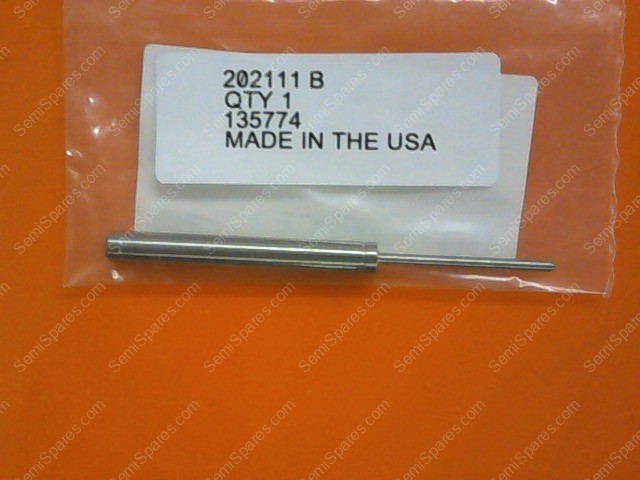 202111 B
QTY 1
135774
MADE IN THE USA
SemiSpares.com